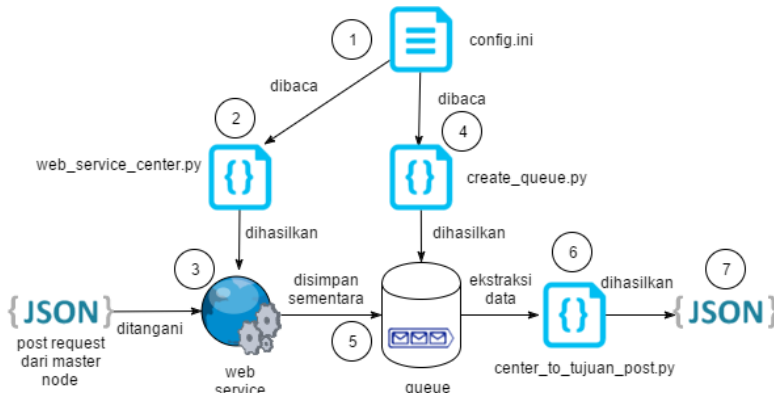 1
config.ini
dibaca
dibaca
2
4
web_service_center.py
{}
{}
create_queue.py
dihasilkan
dihasilkan
6
3
7
disimpan
sementara
ekstraksi
data
dihasilkan
{JSON}
ditangani
{}
{JSON}
post request
dari master
node
5
web
service
queue
center_to_tujuan_post.py